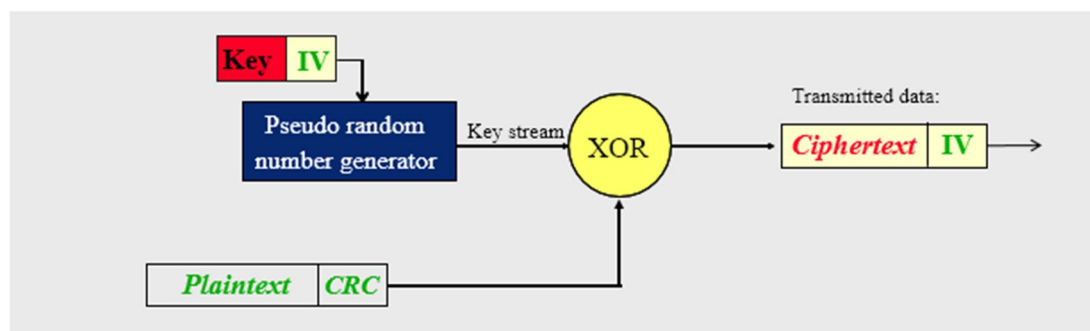 Key IV
Pseudo random
number generator
Key stream
XOR
Transmitted data:
Ciphertext IV
Plaintext CRC